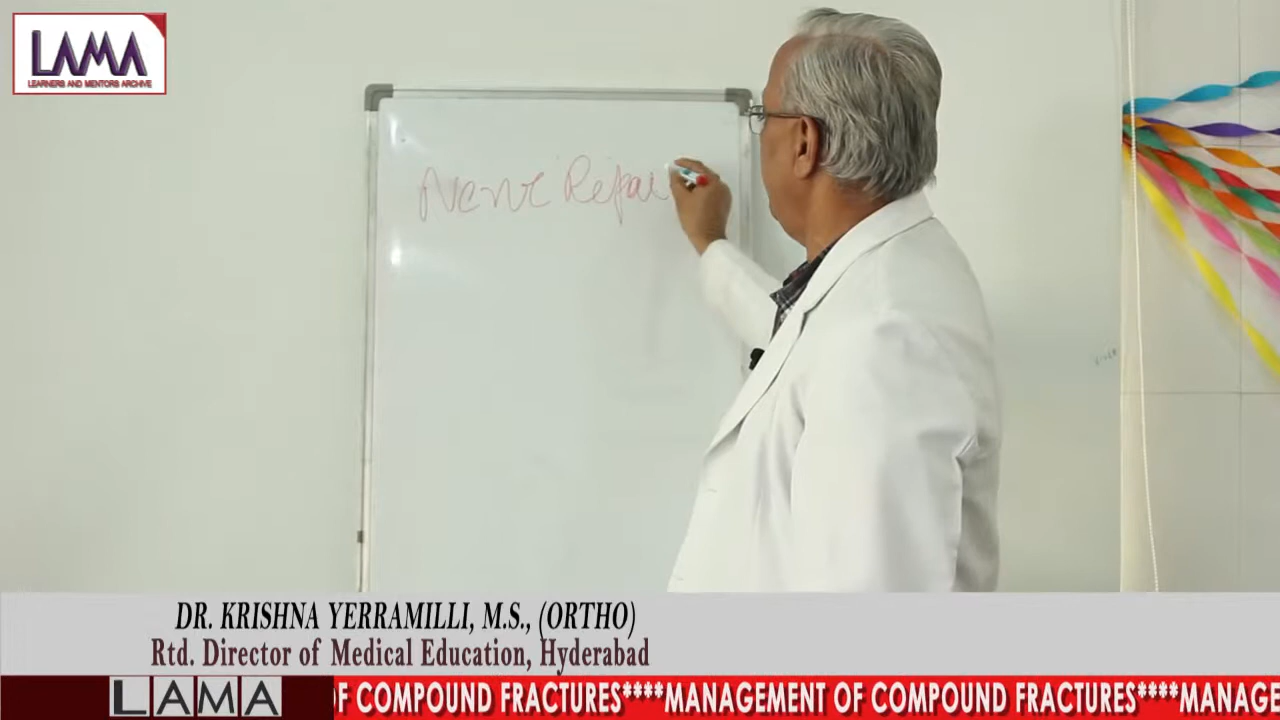 LAMA
LEARNERS AND MENTORS ARCHIVE
Nerve Repai
DR. KRISHNA YERRAMILLI, M.S., (ORTHO)
Rtd. Director of Medical Education, Hyderabad
LAMA
OF COMPOUND FRACTURES****MANAGEMENT OF COMPOUND FRACTURES****MANAGE